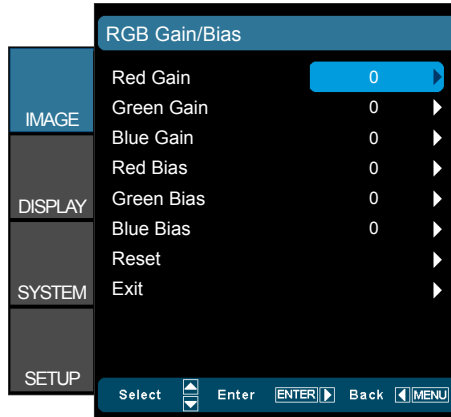 RGB Gain/Bias
Red Gain 0
Green Gain 0
Blue Gain 0
Red Bias 0
Green Bias 0
Blue Bias 0
Reset
Exit
IMAGE
DISPLAY
SYSTEM
SETUP
Select Enter ENTER Back MENU